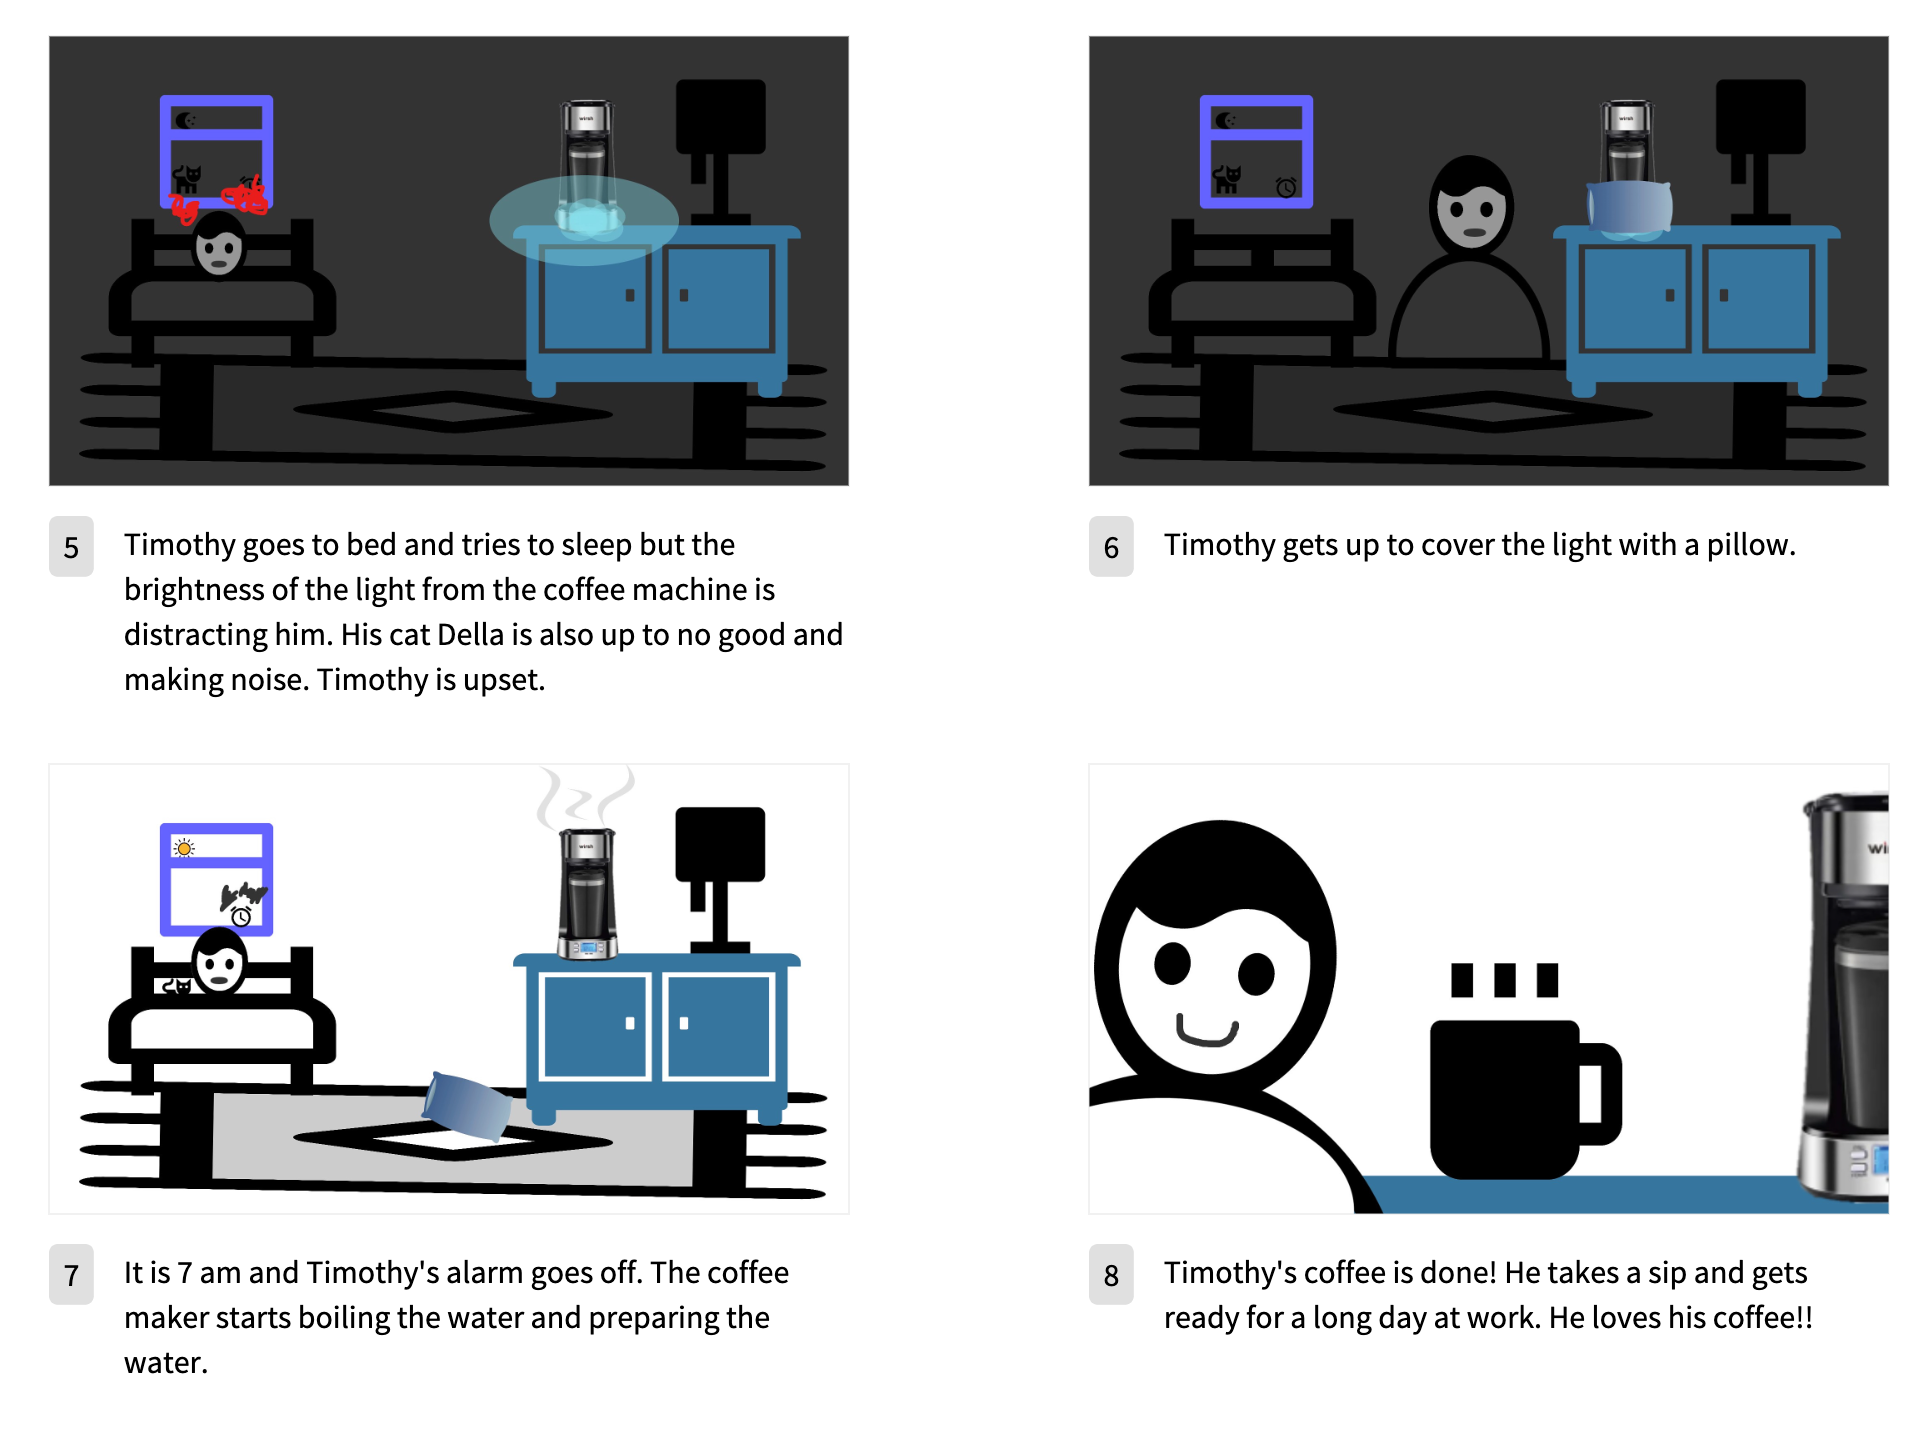 wirsh
wirsh
5
Timothy goes to bed and tries to sleep but the
brightness of the light from the coffee machine is
distracting him. His cat Della is also up to no good and
making noise. Timothy is upset.
6
Timothy gets up to cover the light with a pillow.
wirsh
wi
7
It is 7 am and Timothy's alarm goes off. The coffee
maker starts boiling the water and preparing the
water.
8
Timothy's coffee is done! He takes a sip and gets
ready for a long day at work. He loves his coffee!!